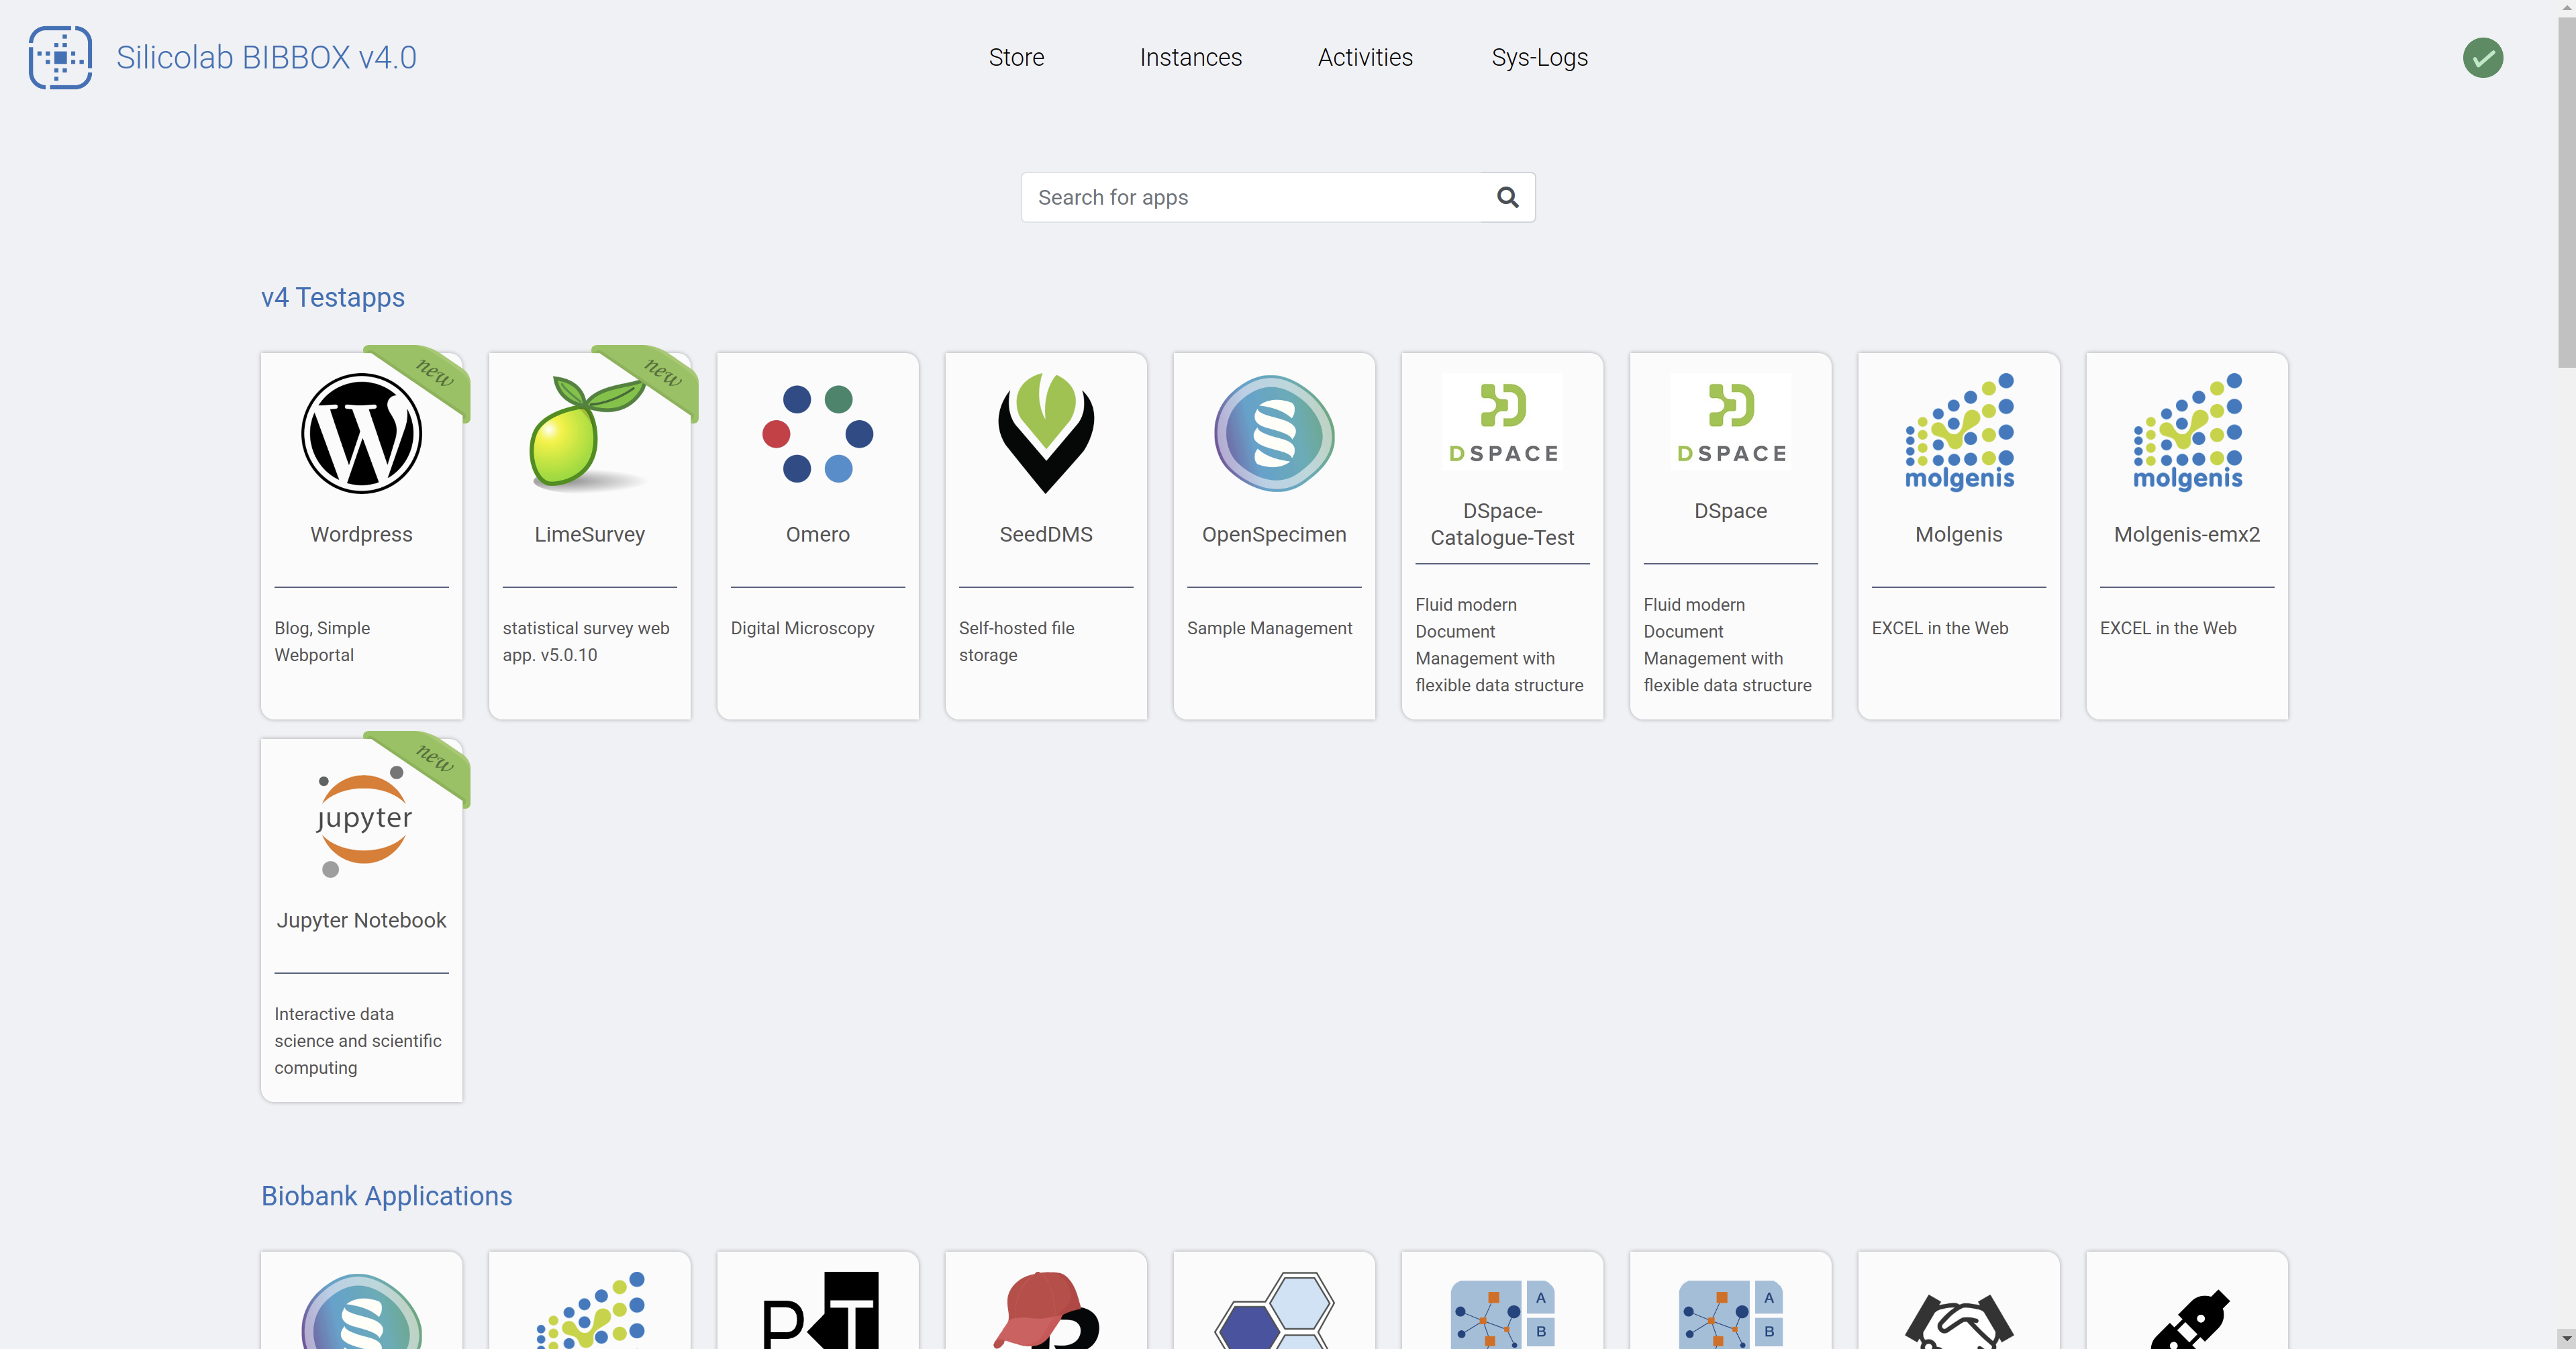 Silicolab BIBBOX v4.0
Store
Instances
Activities
Sys-Logs
Search for apps
v4 Testapps
new
Wordpress
Blog, Simple
Webportal
new
LimeSurvey
statistical survey web
app. v5.0.10
Omero
Digital Microscopy
SeedDMS
Self-hosted file
storage
OpenSpecimen
Sample Management
DSPACE
DSpace-
Catalogue-Test
Fluid modern
Document
Management with
flexible data structure
DSPACE
DSpace
Fluid modern
Document
Management with
flexible data structure
molgenis
Molgenis
EXCEL in the Web
molgenis
Molgenis-emx2
EXCEL in the Web
new
jupyter
Jupyter Notebook
Interactive data
science and scientific
computing
Biobank Applications
P T
A
B
A
B